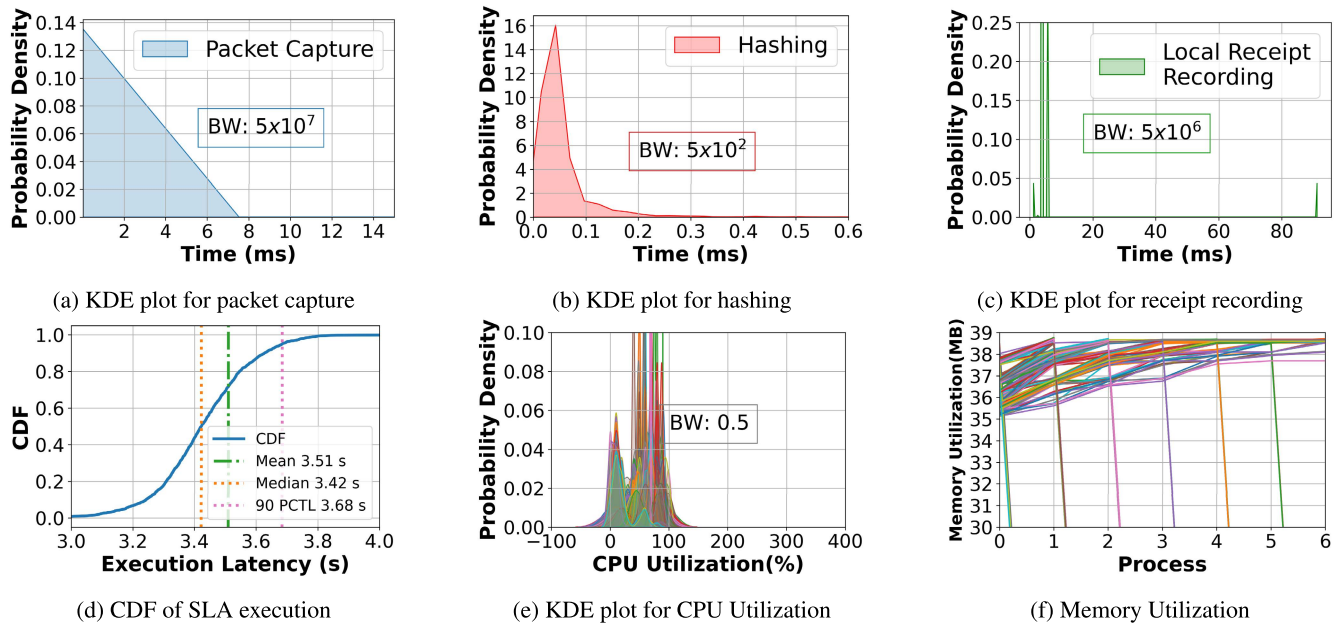 Probability Density
0.14
0.12
0.10
0.08
0.06
0.04
0.02
0.00
Packet Capture
BW: 5x10^7
2 4 6 8 10 12 14
Time (ms)
(a) KDE plot for packet capture
Probability Density
16
14
12
10
8
6
4
2
0
Hashing
BW: 5x10^2
0.0 0.1 0.2 0.3 0.4 0.5 0.6
Time (ms)
(b) KDE plot for hashing
Probability Density
0.25
0.20
0.15
0.10
0.05
0.00
Local Receipt
Recording
BW: 5x10^6
0 20 40 60 80
Time (ms)
(c) KDE plot for receipt recording
CDF
1.0
0.8
0.6
0.4
0.2
0.0
CDF
Mean 3.51 s
Median 3.42 s
90 PCTL 3.68 s
3.0 3.2 3.4 3.6 3.8 4.0
Execution Latency (s)
(d) CDF of SLA execution
Probability Density
0.10
0.08
0.06
0.04
0.02
0.00
BW: 0.5
−100 0 100 200 300 400
CPU Utilization(%)
(e) KDE plot for CPU Utilization
Memory Utilization(MB)
39
38
37
36
35
34
33
32
31
30
0 1 2 3 4 5 6
Process
(f) Memory Utilization